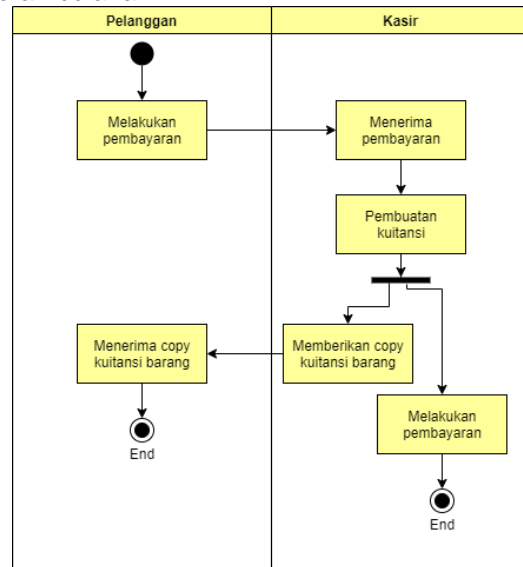 Pelanggan
Kasir
Melakukan
pembayaran
Menerima
pembayaran
Pembuatan
kuitansi
Menerima copy
kuitansi barang
Memberikan copy
kuitansi barang
Melakukan
pembayaran
End
End